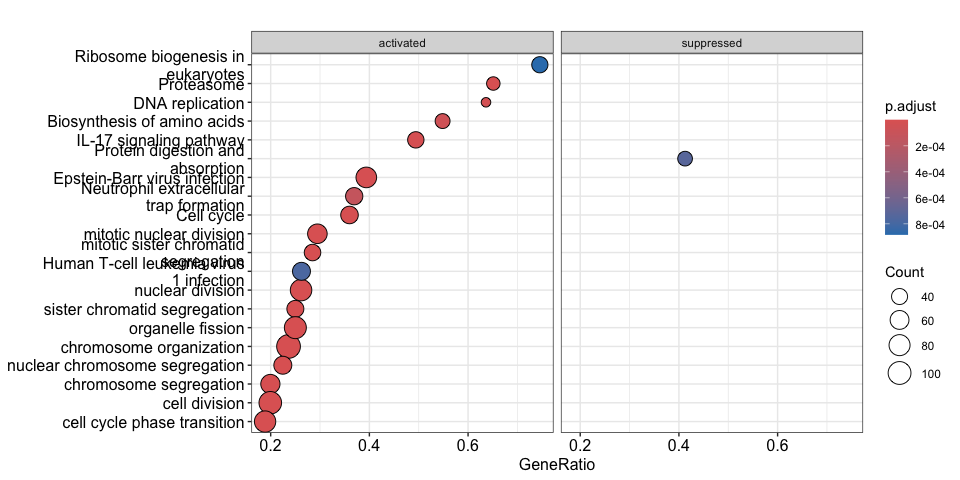 activated
suppressed
Ribosome biogenesis in
eukaryotes
Proteasome
DNA replication
Biosynthesis of amino acids
IL-17 signaling pathway
Protein digestion and
absorption
Epstein-Barr virus infection
Neutrophil extracellular
trap formation
Cell cycle
mitotic nuclear division
mitotic sister chromatid
segregation
Human T-cell leukemia virus
1 infection
nuclear division
sister chromatid segregation
organelle fission
chromosome organization
nuclear chromosome segregation
chromosome segregation
cell division
cell cycle phase transition
0.2 0.4 0.6
0.2 0.4 0.6
GeneRatio
p.adjust
2e-04
4e-04
6e-04
8e-04
Count
40
60
80
100